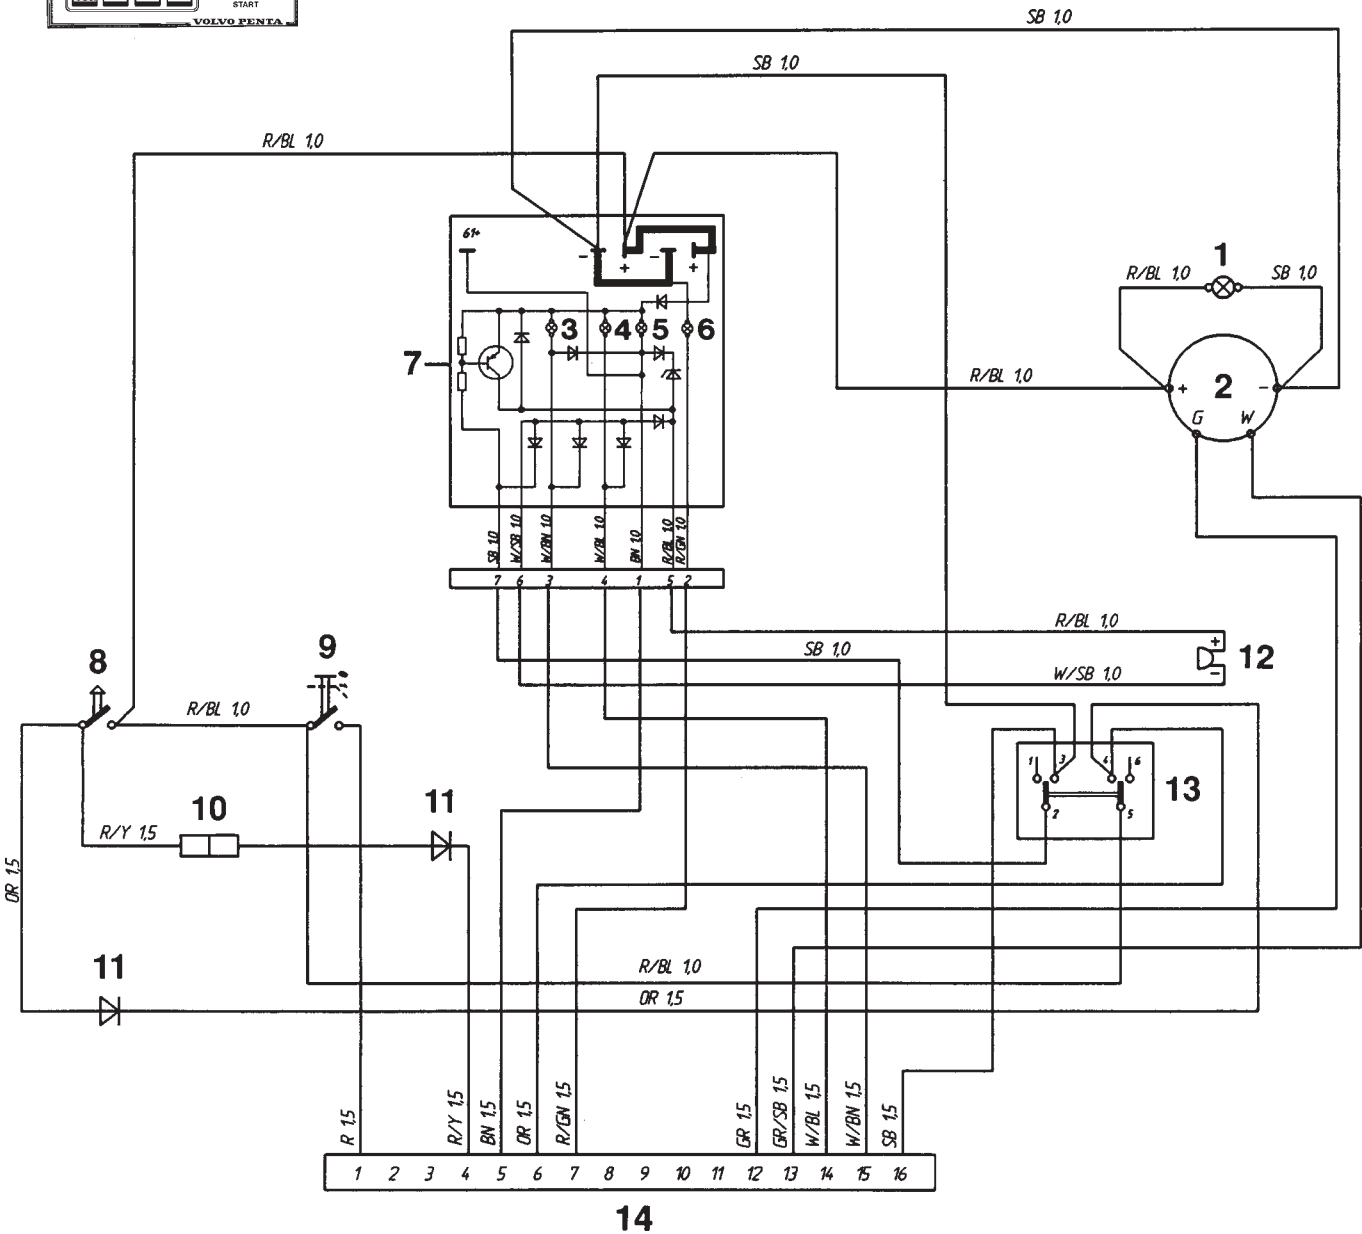 START
VOLVO PENTA
SB 1,0
SB 1,0
R/BL 1,0
61+
−
+
−
+
1
R/BL 1,0
SB 1,0
3
4
5
6
7
R/BL 1,0
+
2
−
G
W
SB 1,0
W/SB 1,0
W/BN 1,0
W/BL 1,0
BN 1,0
R/BL 1,0
R/GN 1,0
7
6
3
4
1
5
2
R/BL 1,0
+
12
−
SB 1,0
W/SB 1,0
8
9
R/BL 1,0
1
3
4
6
13
2
5
10
11
R/Y 1,5
OR 1,5
11
R/BL 1,0
OR 1,5
R 1,5
R/Y 1,5
BN 1,5
OR 1,5
R/GN 1,5
GR 1,5
GR/SB 1,5
W/BL 1,5
W/BN 1,5
SB 1,5
1 2 3 4 5 6 7 8 9 10 11 12 13 14 15 16
14